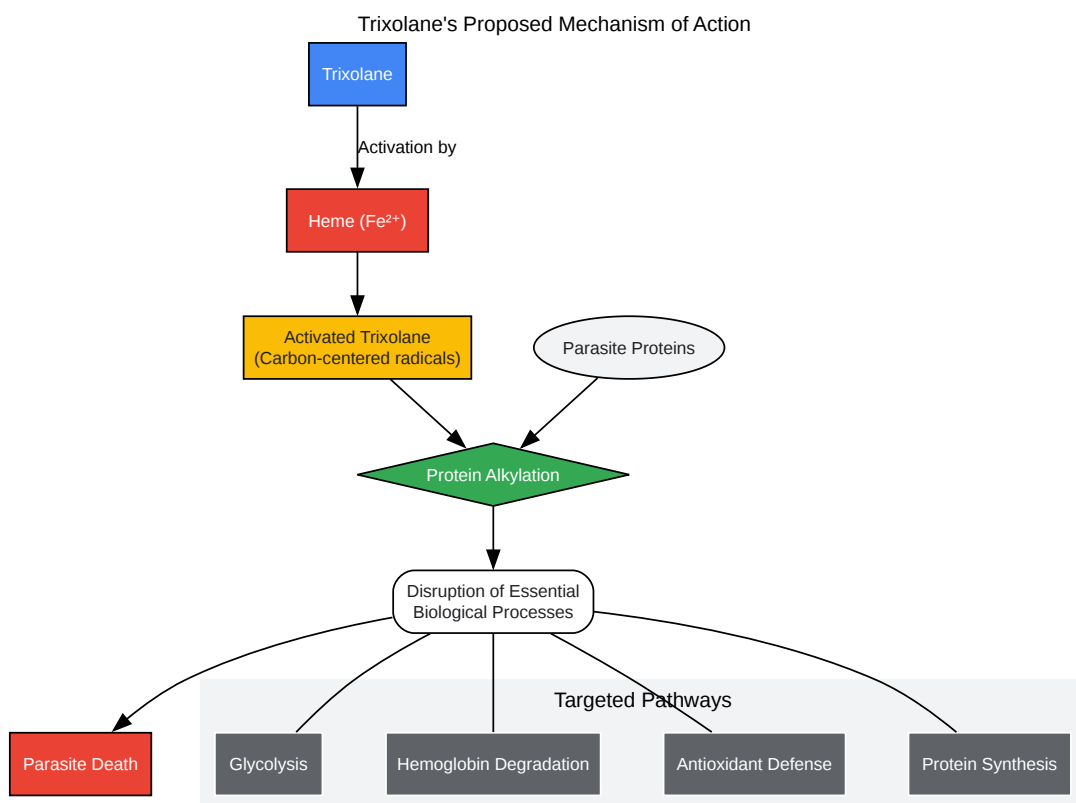 Trixolane's Proposed Mechanism of Action
Trixolane
Activation by
Heme (Fe²⁺)
Activated Trixolane
(Carbon-centered radicals)
Parasite Proteins
Protein Alkylation
Disruption of Essential
Biological Processes
Targeted Pathways
Parasite Death
Glycolysis
Hemoglobin Degradation
Antioxidant Defense
Protein Synthesis